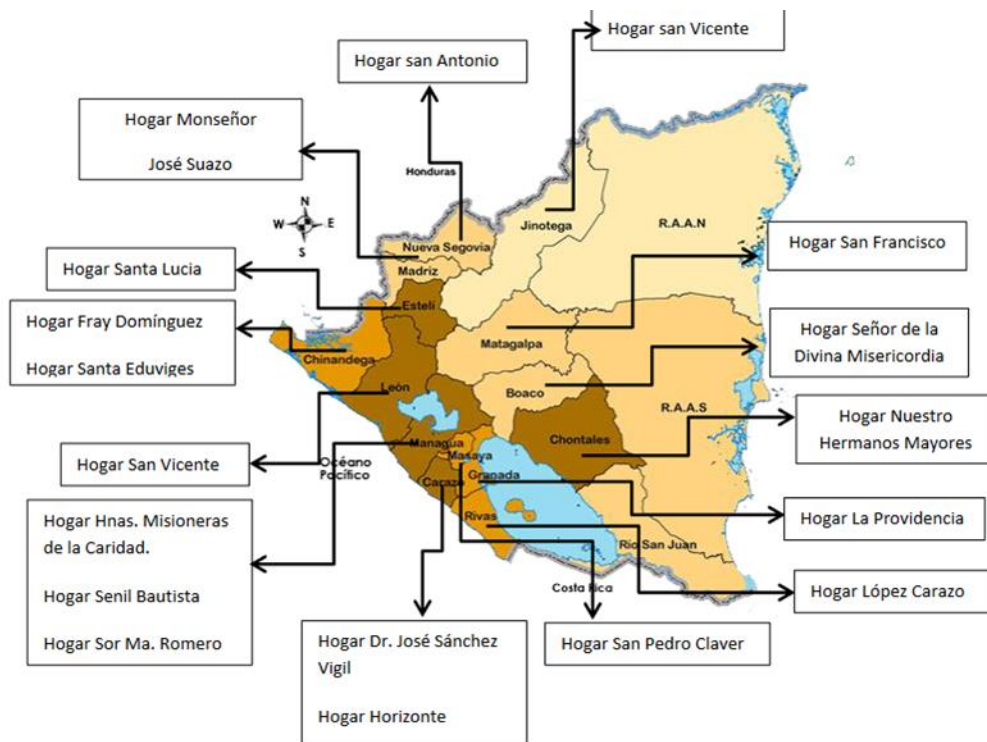 Hogar san Vicente
Hogar san Antonio
Hogar Monseñor
José Suazo
Honduras
N
W E
S
Jinotega
R.A.A.N
Nueva Segovia
Madriz
Hogar San Francisco
Hogar Santa Lucia
Estelí
Hogar Fray Domínguez
Hogar Santa Eduviges
Chinandega
Matagalpa
Hogar Señor de la
Divina Misericordia
León
Boaco
R.A.A.S
Hogar Nuestro
Hermanos Mayores
Chontales
Managua
Masaya
Hogar San Vicente
Océano
Pacífico
Carazo
Granada
Rivas
Hogar La Providencia
Hogar Hnas. Misioneras
de la Caridad.
Hogar Senil Bautista
Hogar Sor Ma. Romero
Rio San Juan
Costa Rica
Hogar López Carazo
Hogar Dr. José Sánchez
Vigil
Hogar Horizonte
Hogar San Pedro Claver